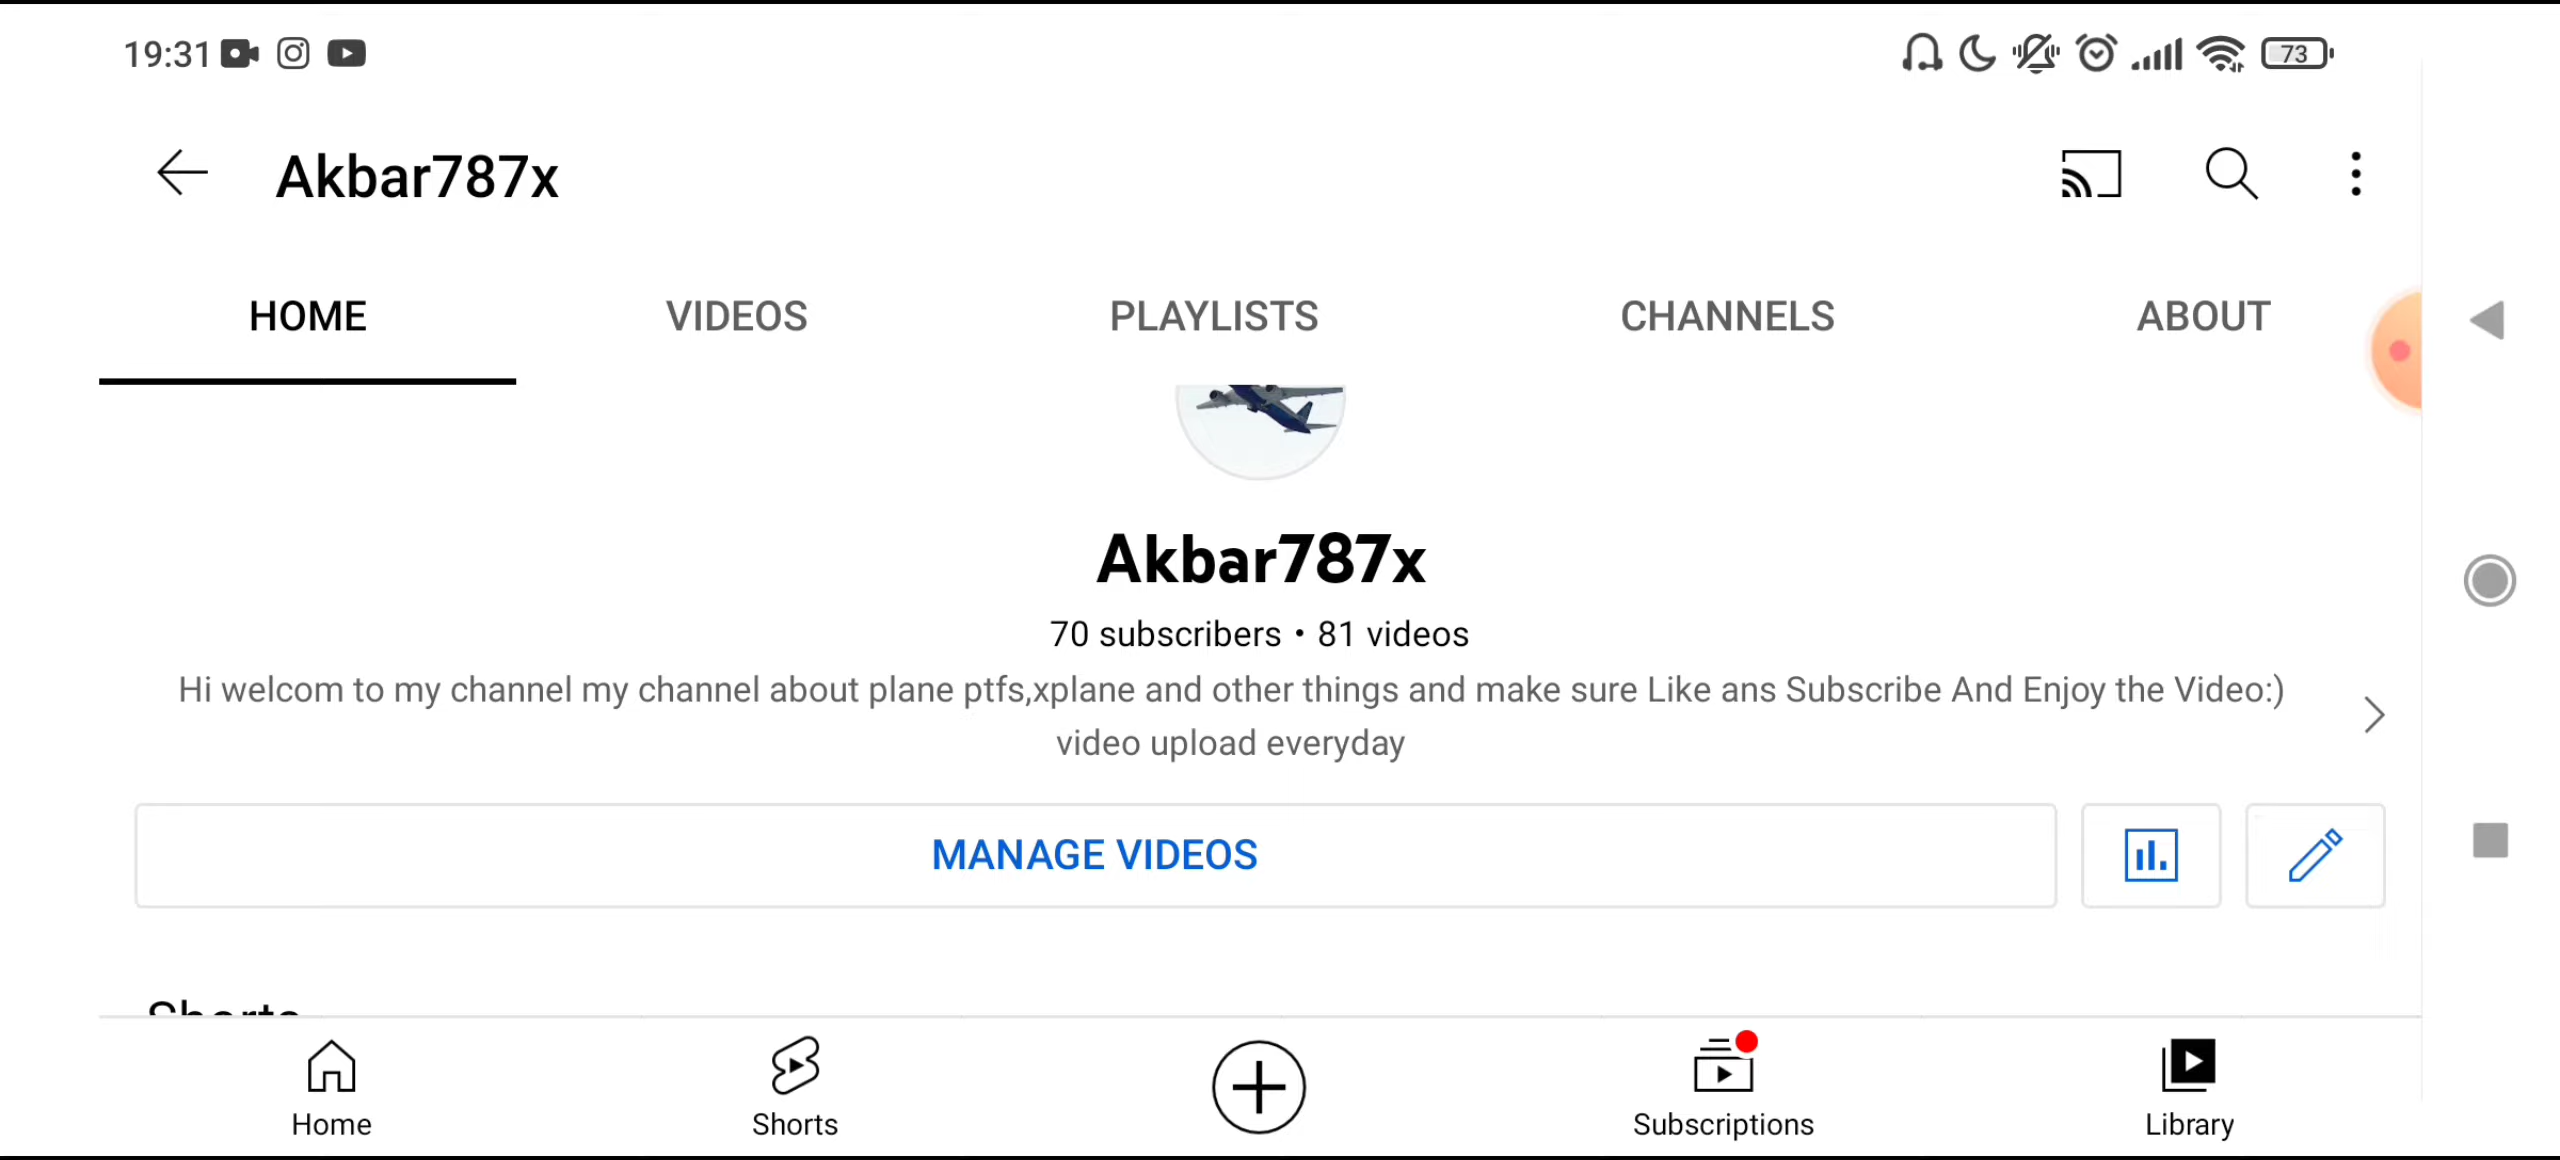 19:31
73
Akbar787x
HOME VIDEOS PLAYLISTS CHANNELS ABOUT
Akbar787x
70 subscribers • 81 videos
Hi welcom to my channel my channel about plane ptfs,xplane and other things and make sure Like ans Subscribe And Enjoy the Video:)
video upload everyday
MANAGE VIDEOS
Shorts
Home Shorts Subscriptions Library